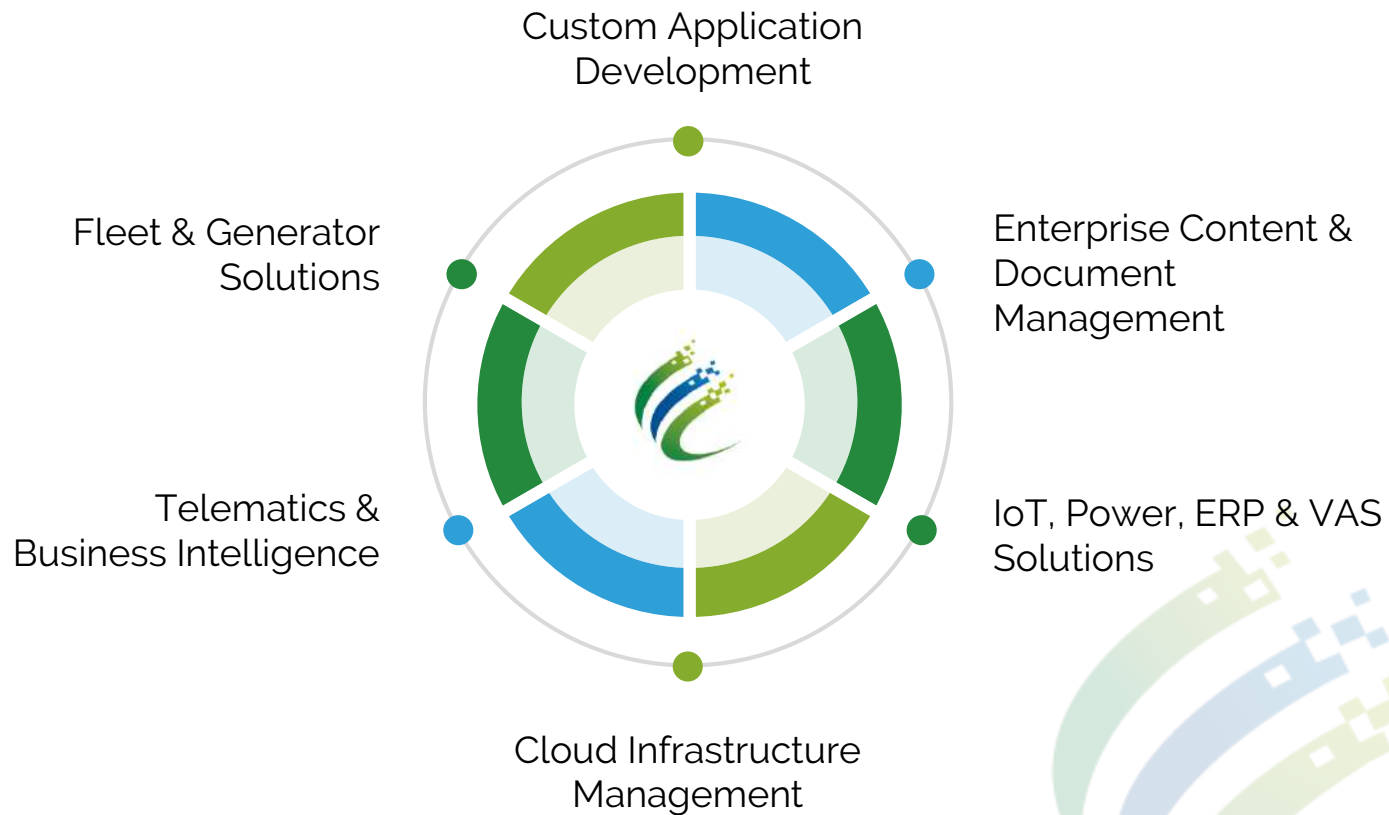 Custom Application
Development
Fleet & Generator
Solutions
Enterprise Content &
Document
Management
Telematics &
Business Intelligence
IoT, Power, ERP & VAS
Solutions
Cloud Infrastructure
Management